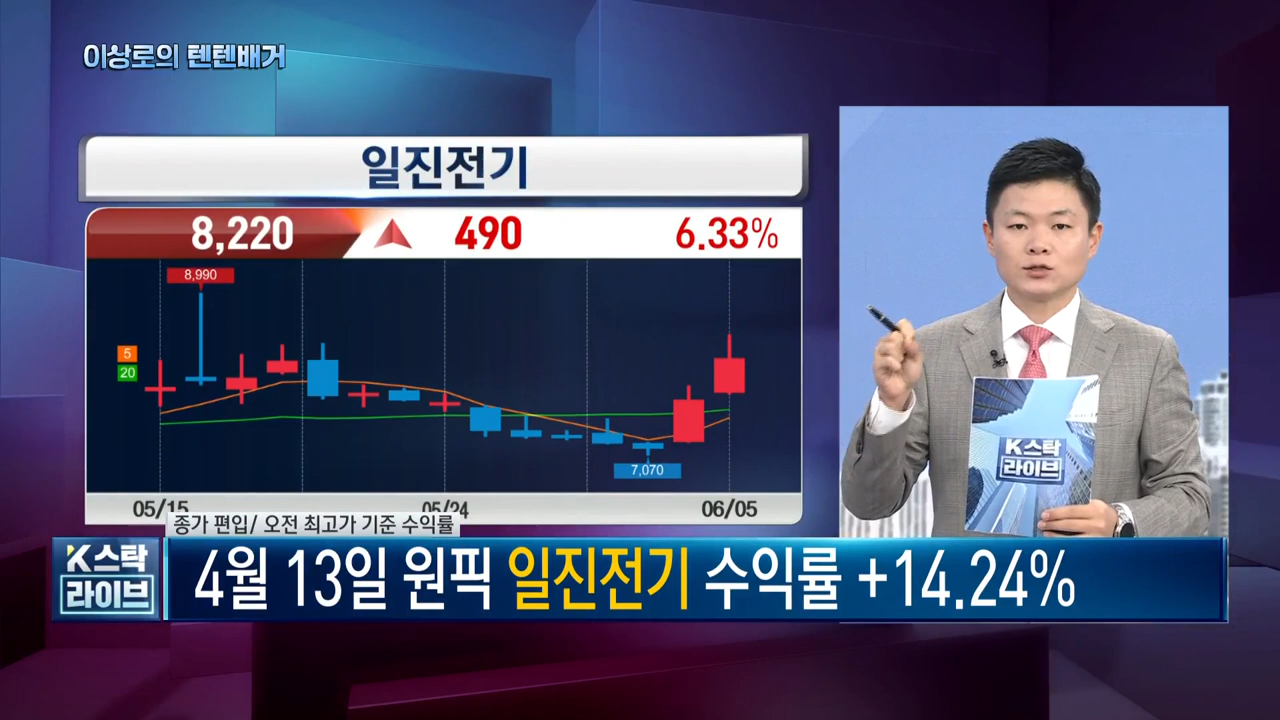 이상로의 텐텐배거
일진전기
8,220 490 6.33%
8,990
5
20
7,070
05/15 05/24 06/05
K스탁
라이브
종가 편입/ 오전 최고가 기준 수익률
K스탁
라이브
4월 13일 원픽 일진전기 수익률 +14.24%